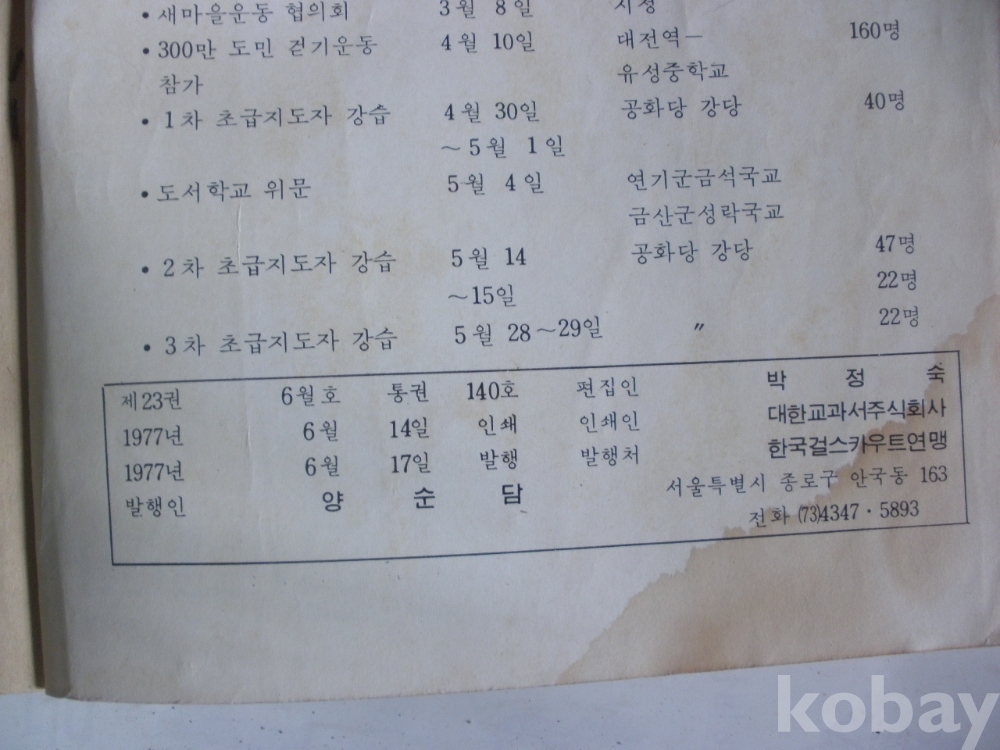 • 새마을운동 협의회 3월 8일 시청
• 300만 도민 걷기운동 4월 10일 대전역— 160명
참가 유성중학교
• 1차 초급지도자 강습 4월 30일 공화당 강당 40명
~ 5월 1일
• 도서학교 위문 5월 4일 연기군금석국교
금산군성락국교
• 2차 초급지도자 강습 5월 14 공화당 강당 47명
~15일 22명
• 3차 초급지도자 강습 5월 28~29일 〃 22명
제23권 6월호 통권 140호 편집인 박 정 숙
1977년 6월 14일 인쇄 인쇄인 대한교과서주식회사
1977년 6월 17일 발행 발행처 한국걸스카우트연맹
발행인 양 순 담 서울특별시 종로구 안국동 163
전화 (73)4347·5893
kobay